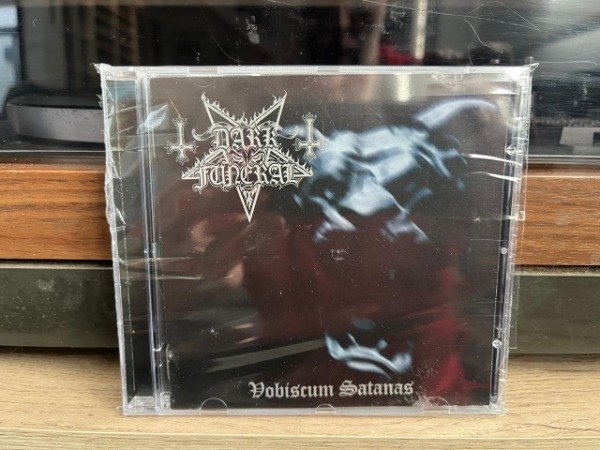 DARK
FUNERAL
Vobiscum Satanas